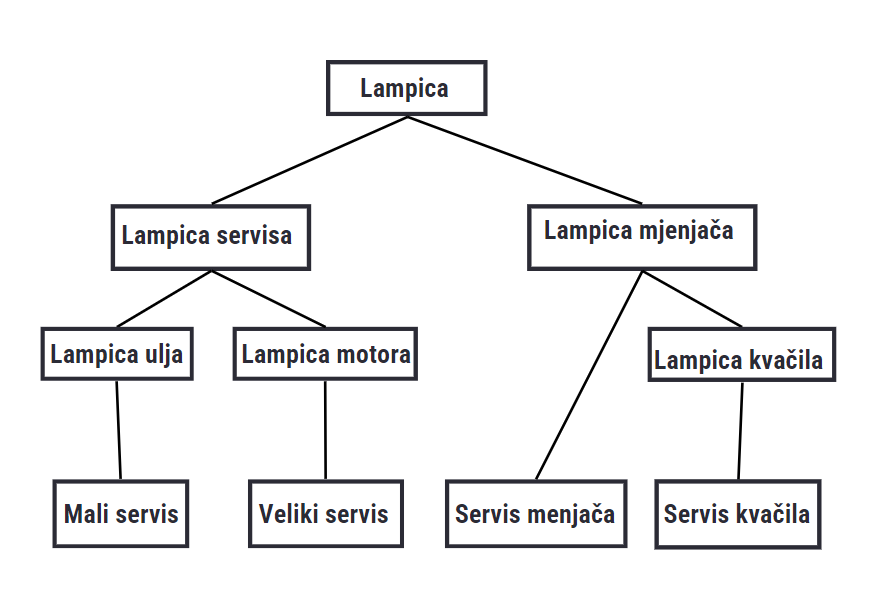 Lampica
Lampica servisa
Lampica mjenjača
Lampica ulja
Lampica motora
Lampica kvačila
Mali servis
Veliki servis
Servis menjača
Servis kvačila